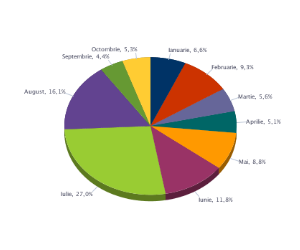 Octombrie, 5,3%
Ianuarie, 6,6%
Septembrie, 4,4%
Februarie, 9,3%
August, 16,1%
Martie, 5,6%
Aprilie, 5,1%
Mai, 8,8%
Iulie, 27,0%
Iunie, 11,8%